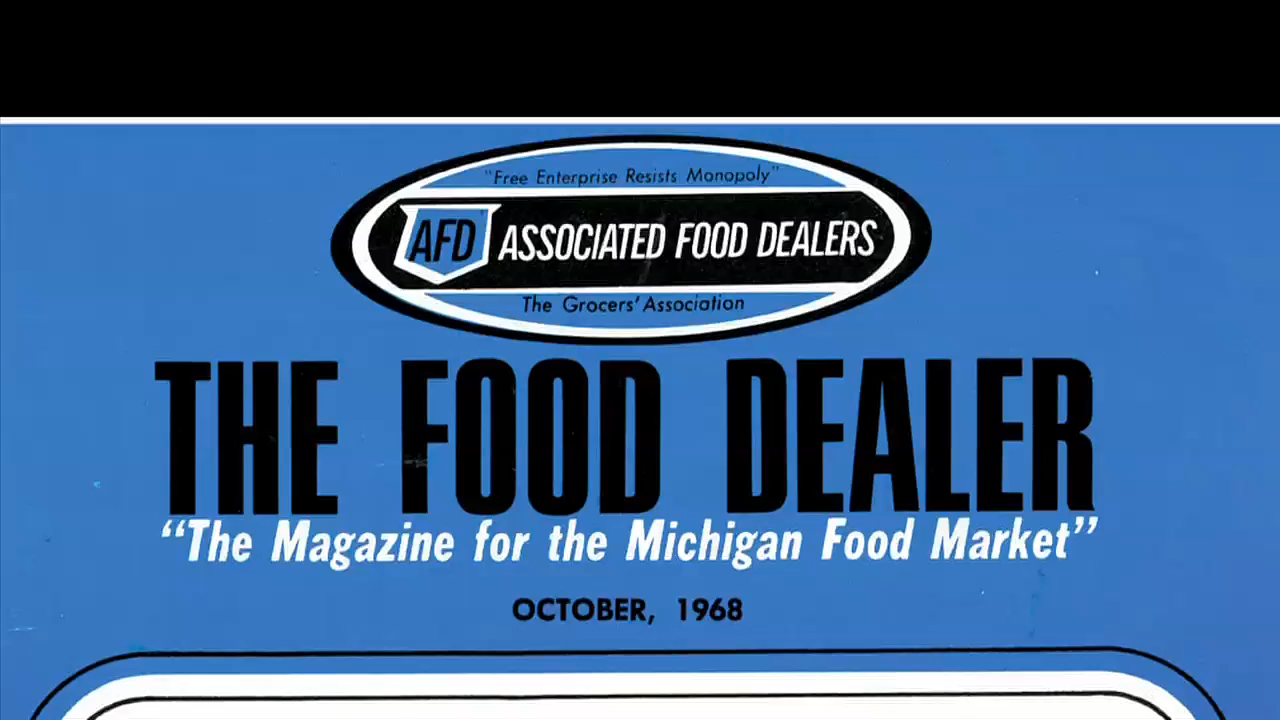 "Free Enterprise Resists Monopoly"
AFD ASSOCIATED FOOD DEALERS
The Grocers' Association
THE FOOD DEALER
“The Magazine for the Michigan Food Market”
OCTOBER, 1968